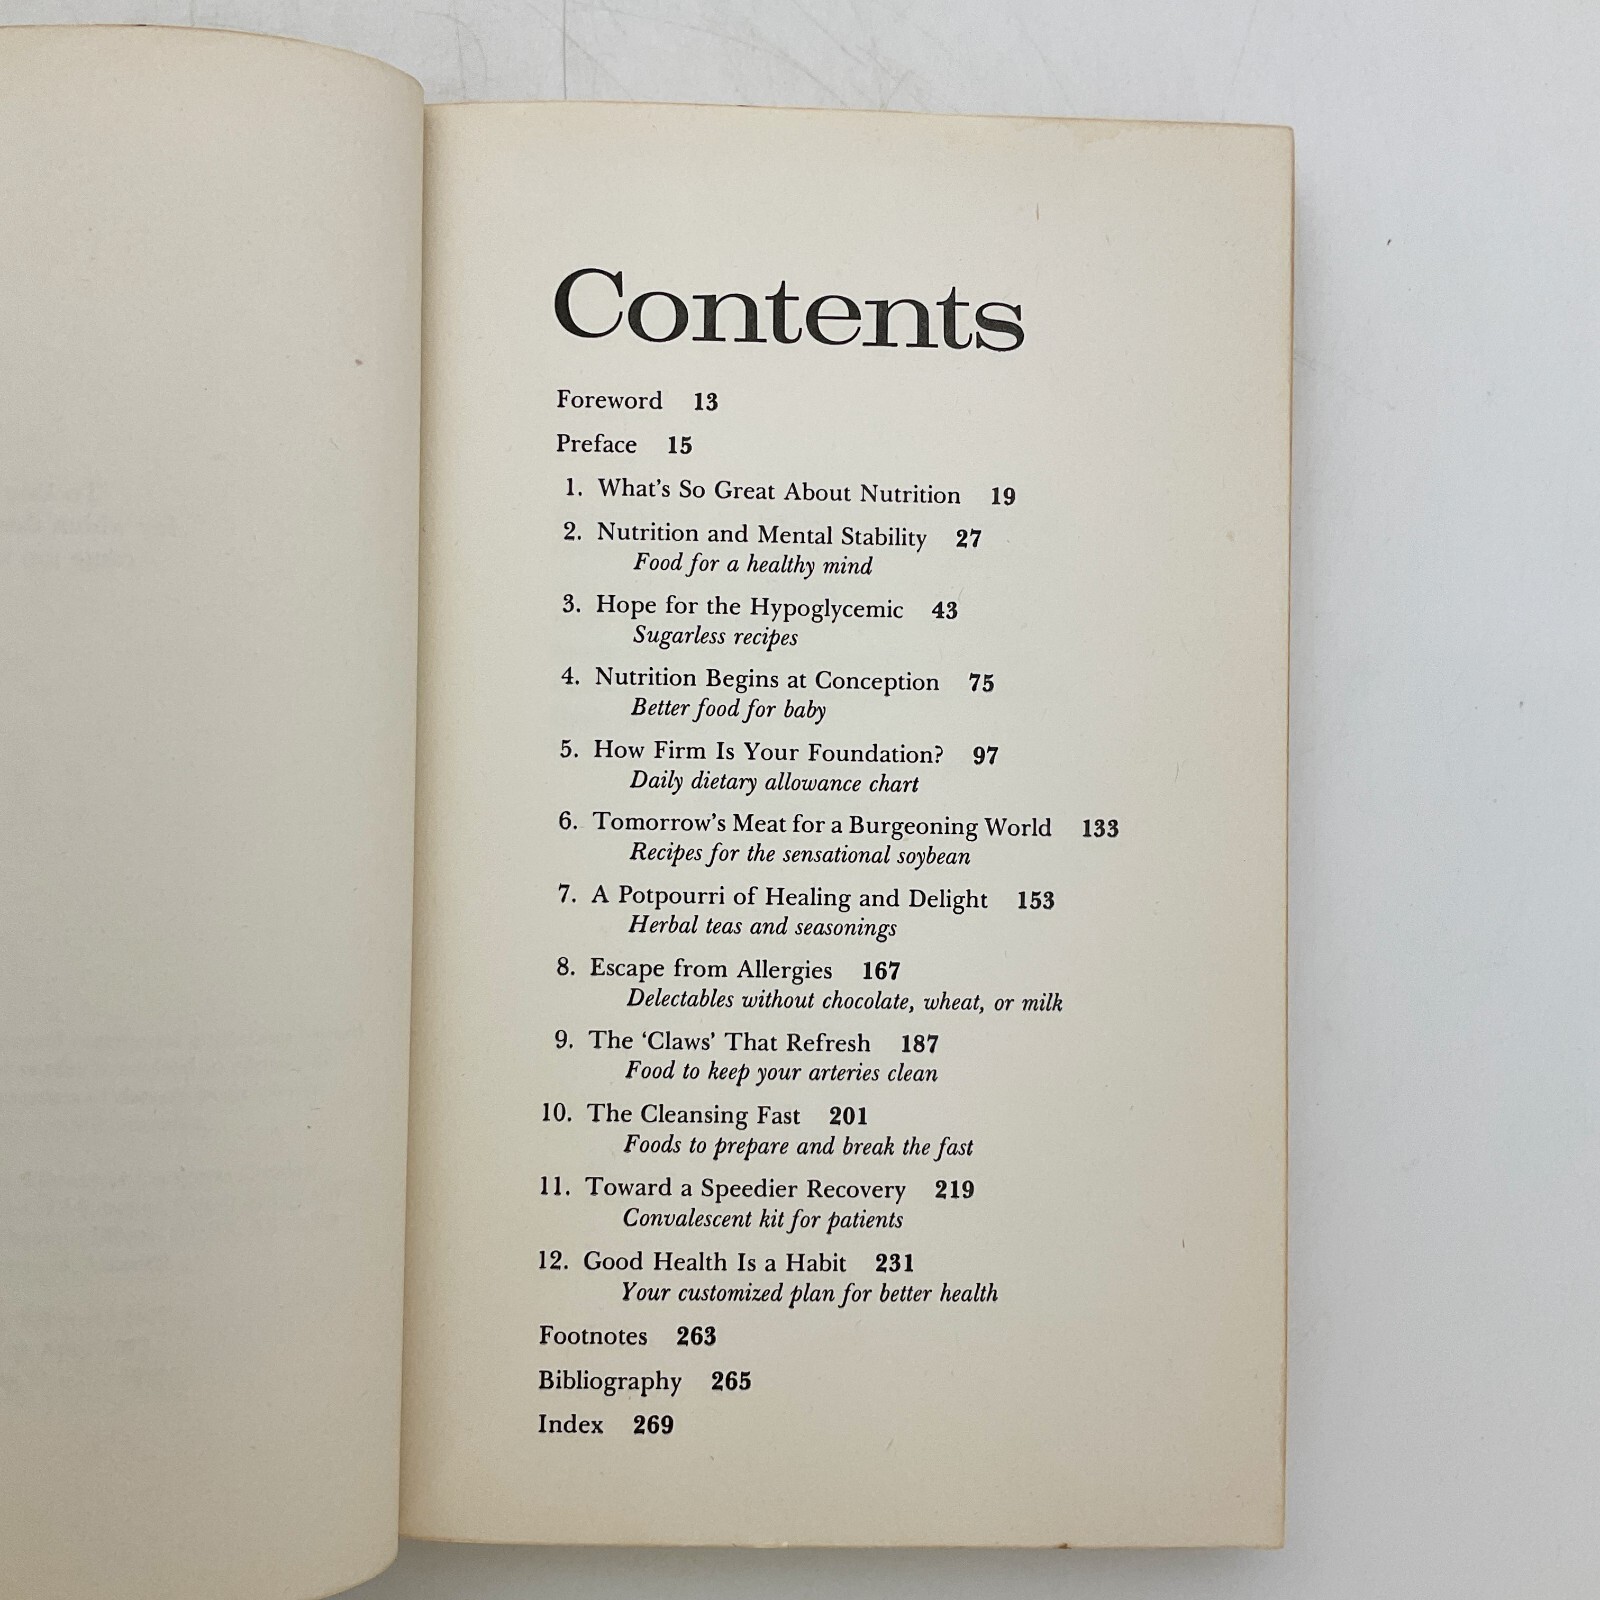 Contents
Foreword 13
Preface 15
1. What's So Great About Nutrition 19
2. Nutrition and Mental Stability 27
Food for a healthy mind
3. Hope for the Hypoglycemic 43
Sugarless recipes
4. Nutrition Begins at Conception 75
Better food for baby
5. How Firm Is Your Foundation? 97
Daily dietary allowance chart
6. Tomorrow's Meat for a Burgeoning World 133
Recipes for the sensational soybean
7. A Potpourri of Healing and Delight 153
Herbal teas and seasonings
8. Escape from Allergies 167
Delectables without chocolate, wheat, or milk
9. The 'Claws' That Refresh 187
Food to keep your arteries clean
10. The Cleansing Fast 201
Foods to prepare and break the fast
11. Toward a Speedier Recovery 219
Convalescent kit for patients
12. Good Health Is a Habit 231
Your customized plan for better health
Footnotes 263
Bibliography 265
Index 269